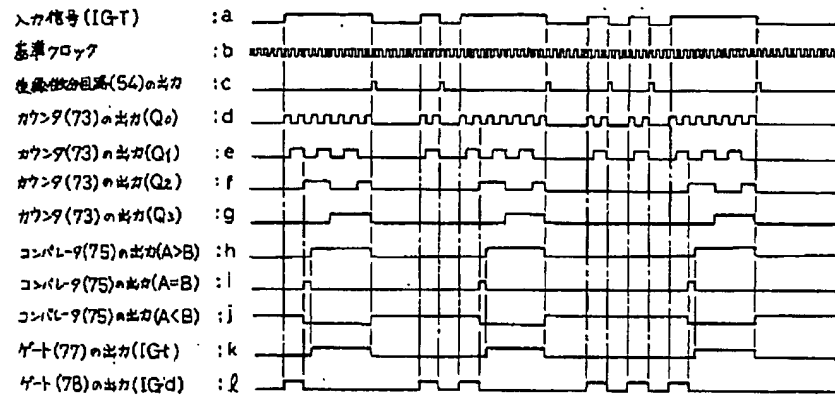 入力信号(IGT) :a
基準クロック :b
後縁微分回路(54)の出力 :c
カウンタ(73)の出力(Q0) :d
カウンタ(73)の出力(Q1) :e
カウンタ(73)の出力(Q2) :f
カウンタ(73)の出力(Q3) :g
コンパレータ(75)の出力(A>B) :h
コンパレータ(75)の出力(A=B) :i
コンパレータ(75)の出力(A<B) :j
ゲート(77)の出力(IGt) :k
ゲート(78)の出力(IGd) :l